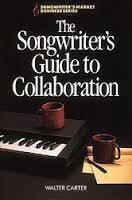 SONGWRITER'S MARKET
BUSINESS SERIES
The
Songwriter's
Guide to
Collaboration
WALTER CARTER